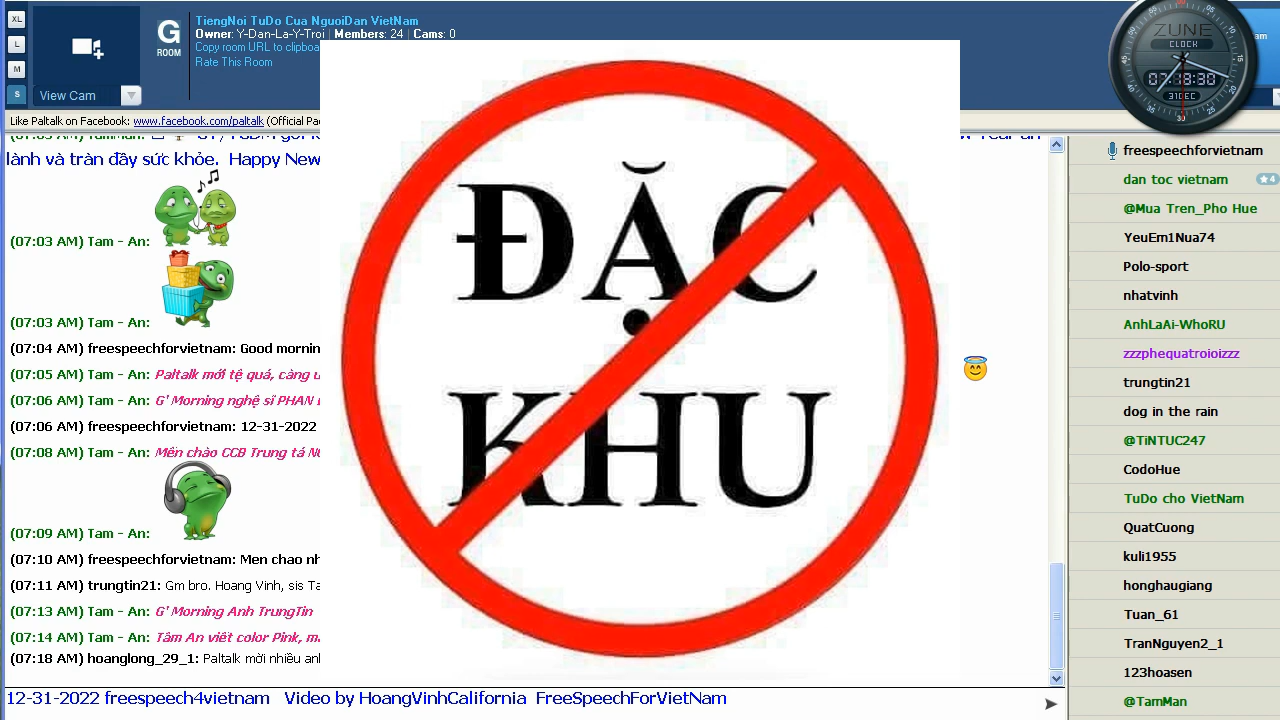 XL
L
M
S
View Cam
G
ROOM
TiengNoi TuDo Cua NguoiDan VietNam
Owner: Y-Dan-La-Y-Troi | Members: 24 | Cams: 0
Copy room URL to clipboa
Rate This Room
ZUNE
CLOCK
07:18:30
31DEC
am
Like Paltalk on Facebook: www.facebook.com/paltalk (Official Pa
lành và tràn đầy sức khỏe. Happy New
(07:03 AM) Tam - An:
(07:03 AM) Tam - An:
(07:04 AM) freespeechforvietnam: Good mornin
(07:05 AM) Tam - An: Paltalk mới tệ quá, càng u
(07:06 AM) Tam - An: G' Morning nghệ sĩ PHAN
(07:06 AM) freespeechforvietnam: 12-31-2022
(07:08 AM) Tam - An: Mến chào CCB Trung tá
(07:09 AM) Tam - An:
(07:10 AM) freespeechforvietnam: Men chao nh
(07:11 AM) trungtin21: Gm bro. Hoang Vinh, sis Ta
(07:13 AM) Tam - An: G' Morning Anh TrungTin
(07:14 AM) Tam - An: Tâm An viết color Pink, m
(07:18 AM) hoanglong_29_1: Paltalk mời nhiều anh
ĐẶC
KHU
freespeechforvietnam
dan toc vietnam
4
@Mua Tren_Pho Hue
YeuEm1Nua74
Polo-sport
nhatvinh
AnhLaAi-WhoRU
zzzphequatroioizzz
trungtin21
dog in the rain
@TiNTUC247
CodoHue
TuDo cho VietNam
QuatCuong
kuli1955
honghaugiang
Tuan_61
TranNguyen2_1
123hoasen
@TamMan
12-31-2022 freespeech4vietnam Video by HoangVinhCalifornia FreeSpeechForVietNam